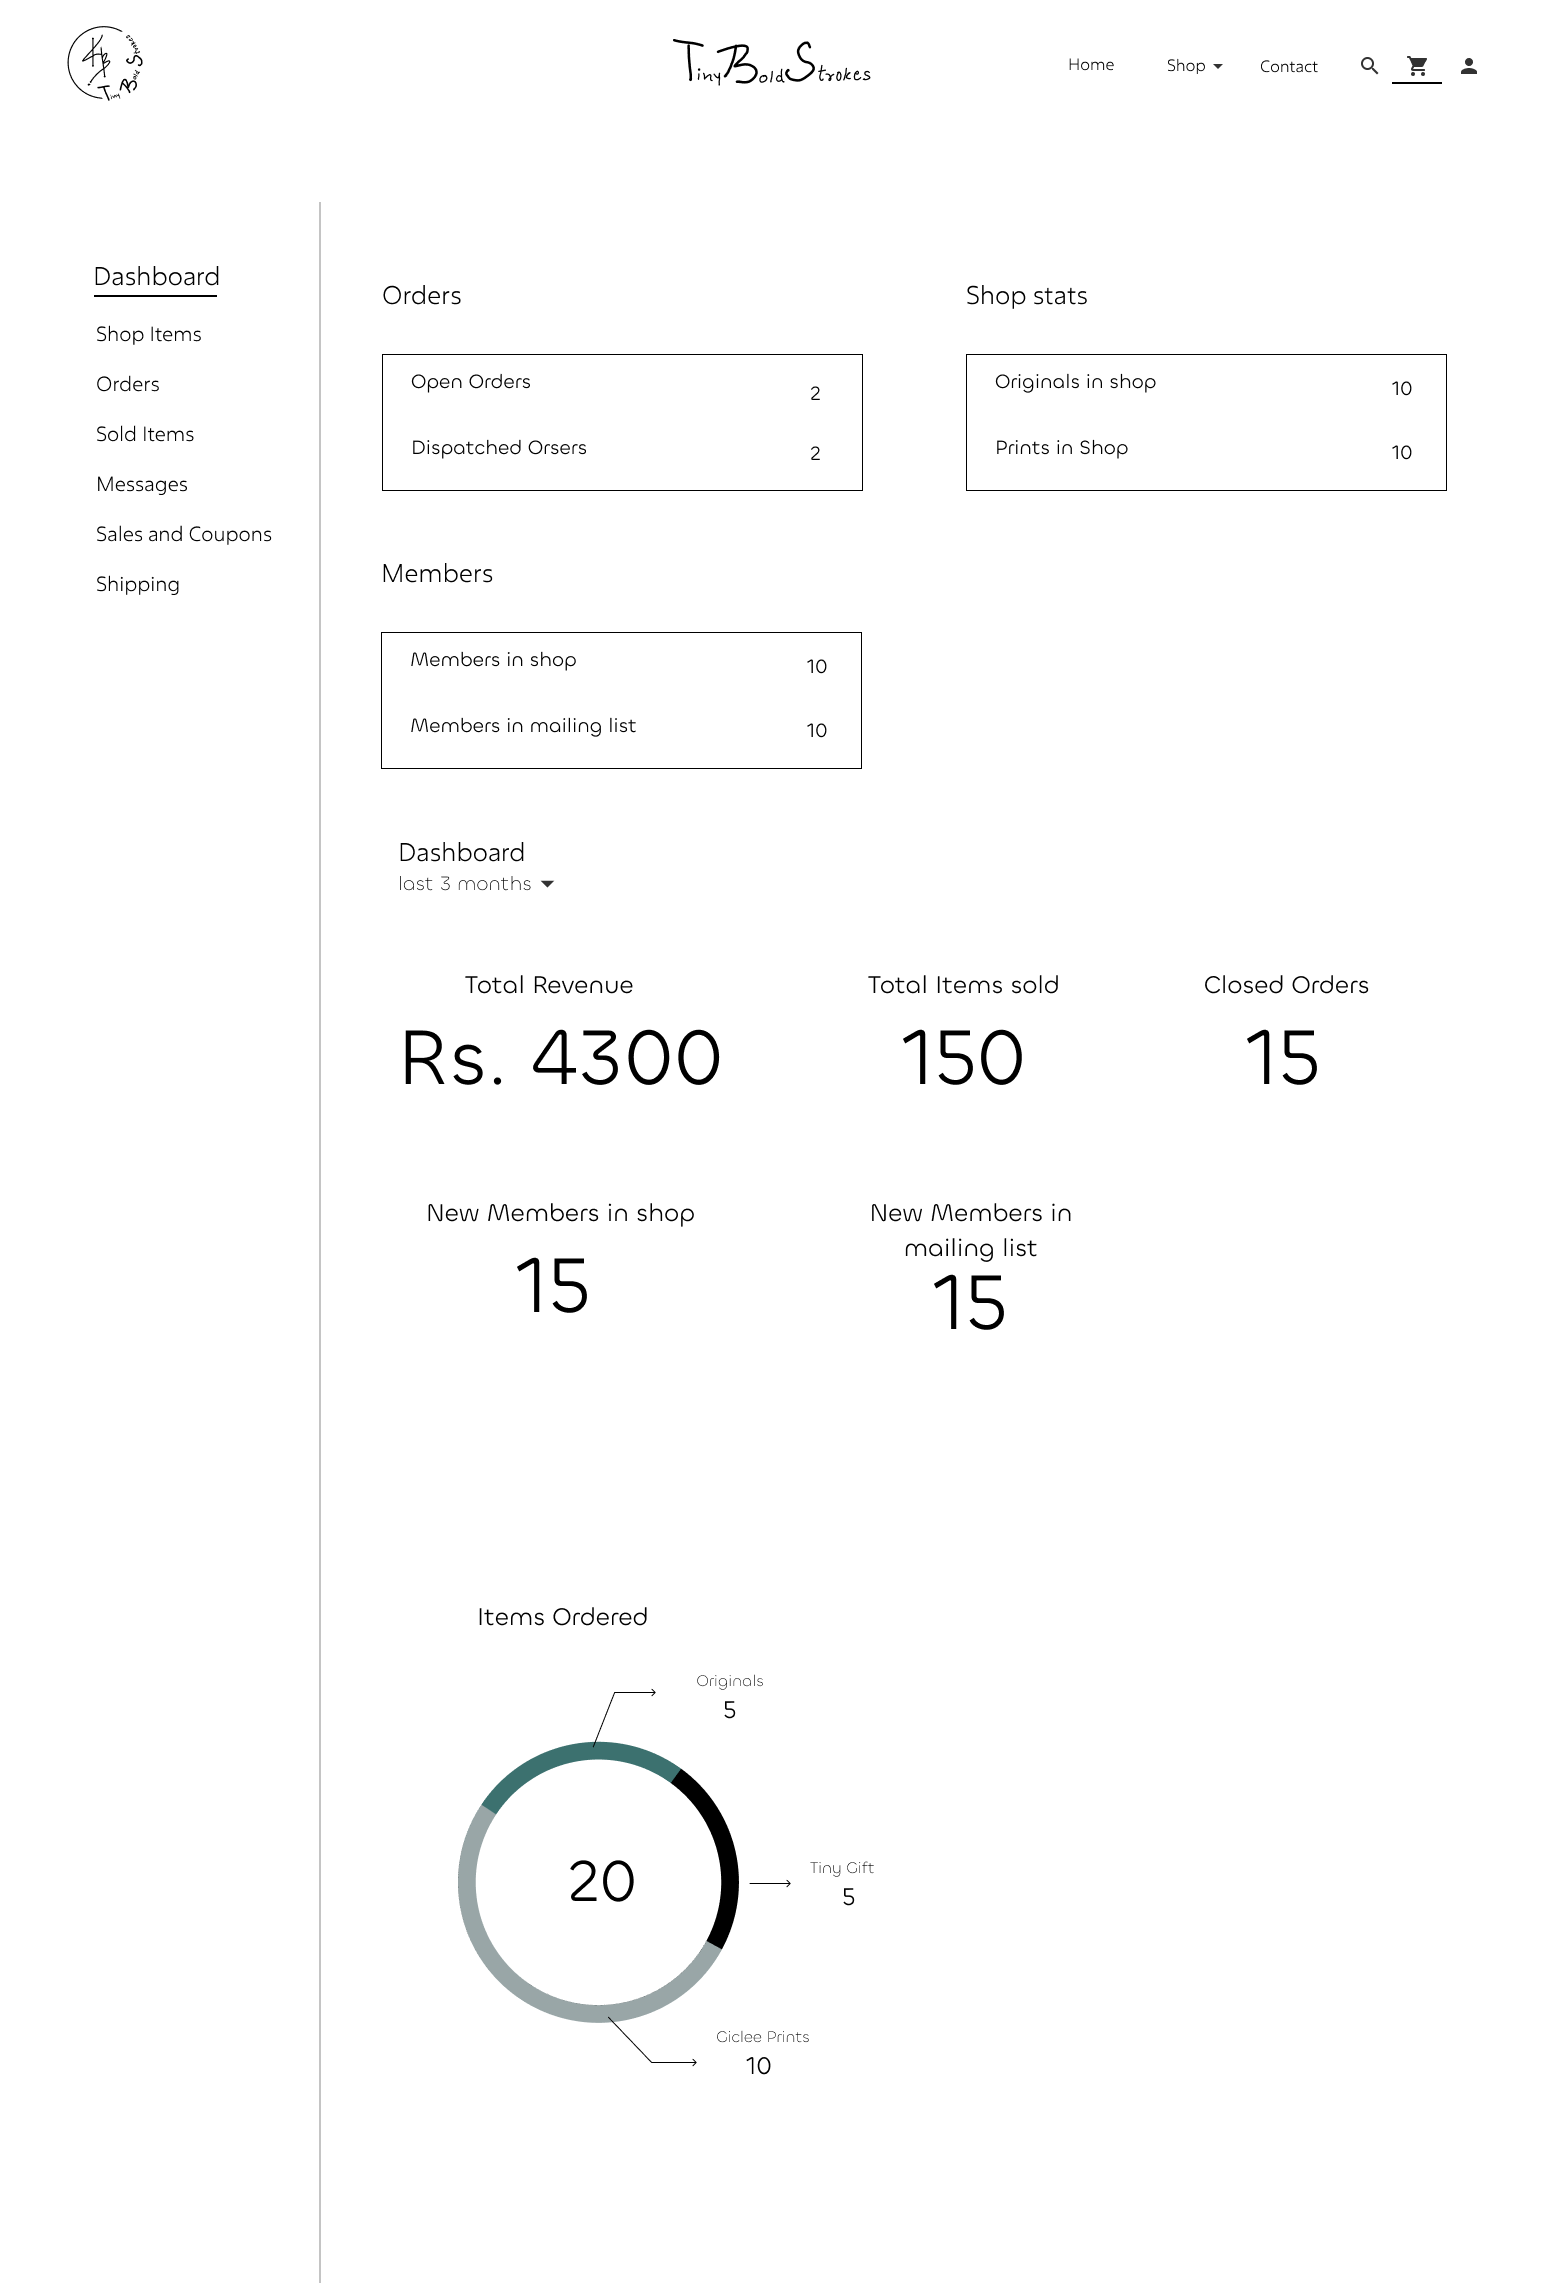 Tiny Bold Strokes
TinyBoldStrokes
Home
Shop
Contact
Dashboard
Shop Items
Orders
Sold Items
Messages
Sales and Coupons
Shipping
Orders
Open Orders 2
Dispatched Orsers 2
Shop stats
Originals in shop 10
Prints in Shop 10
Members
Members in shop 10
Members in mailing list 10
Dashboard
last 3 months
Total Revenue
Rs. 4300
Total Items sold
150
Closed Orders
15
New Members in shop
15
New Members in
mailing list
15
Items Ordered
Originals
5
20
Tiny Gift
5
Giclee Prints
10